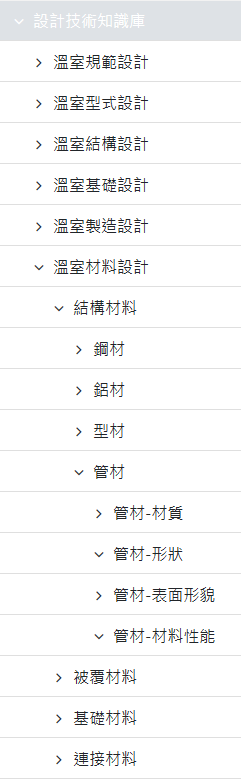 設計技術知識庫
溫室規範設計
溫室型式設計
溫室結構設計
溫室基礎設計
溫室製造設計
溫室材料設計
結構材料
鋼材
鋁材
型材
管材
管材-材質
管材-形狀
管材-表面形貌
管材-材料性能
被覆材料
基礎材料
連接材料